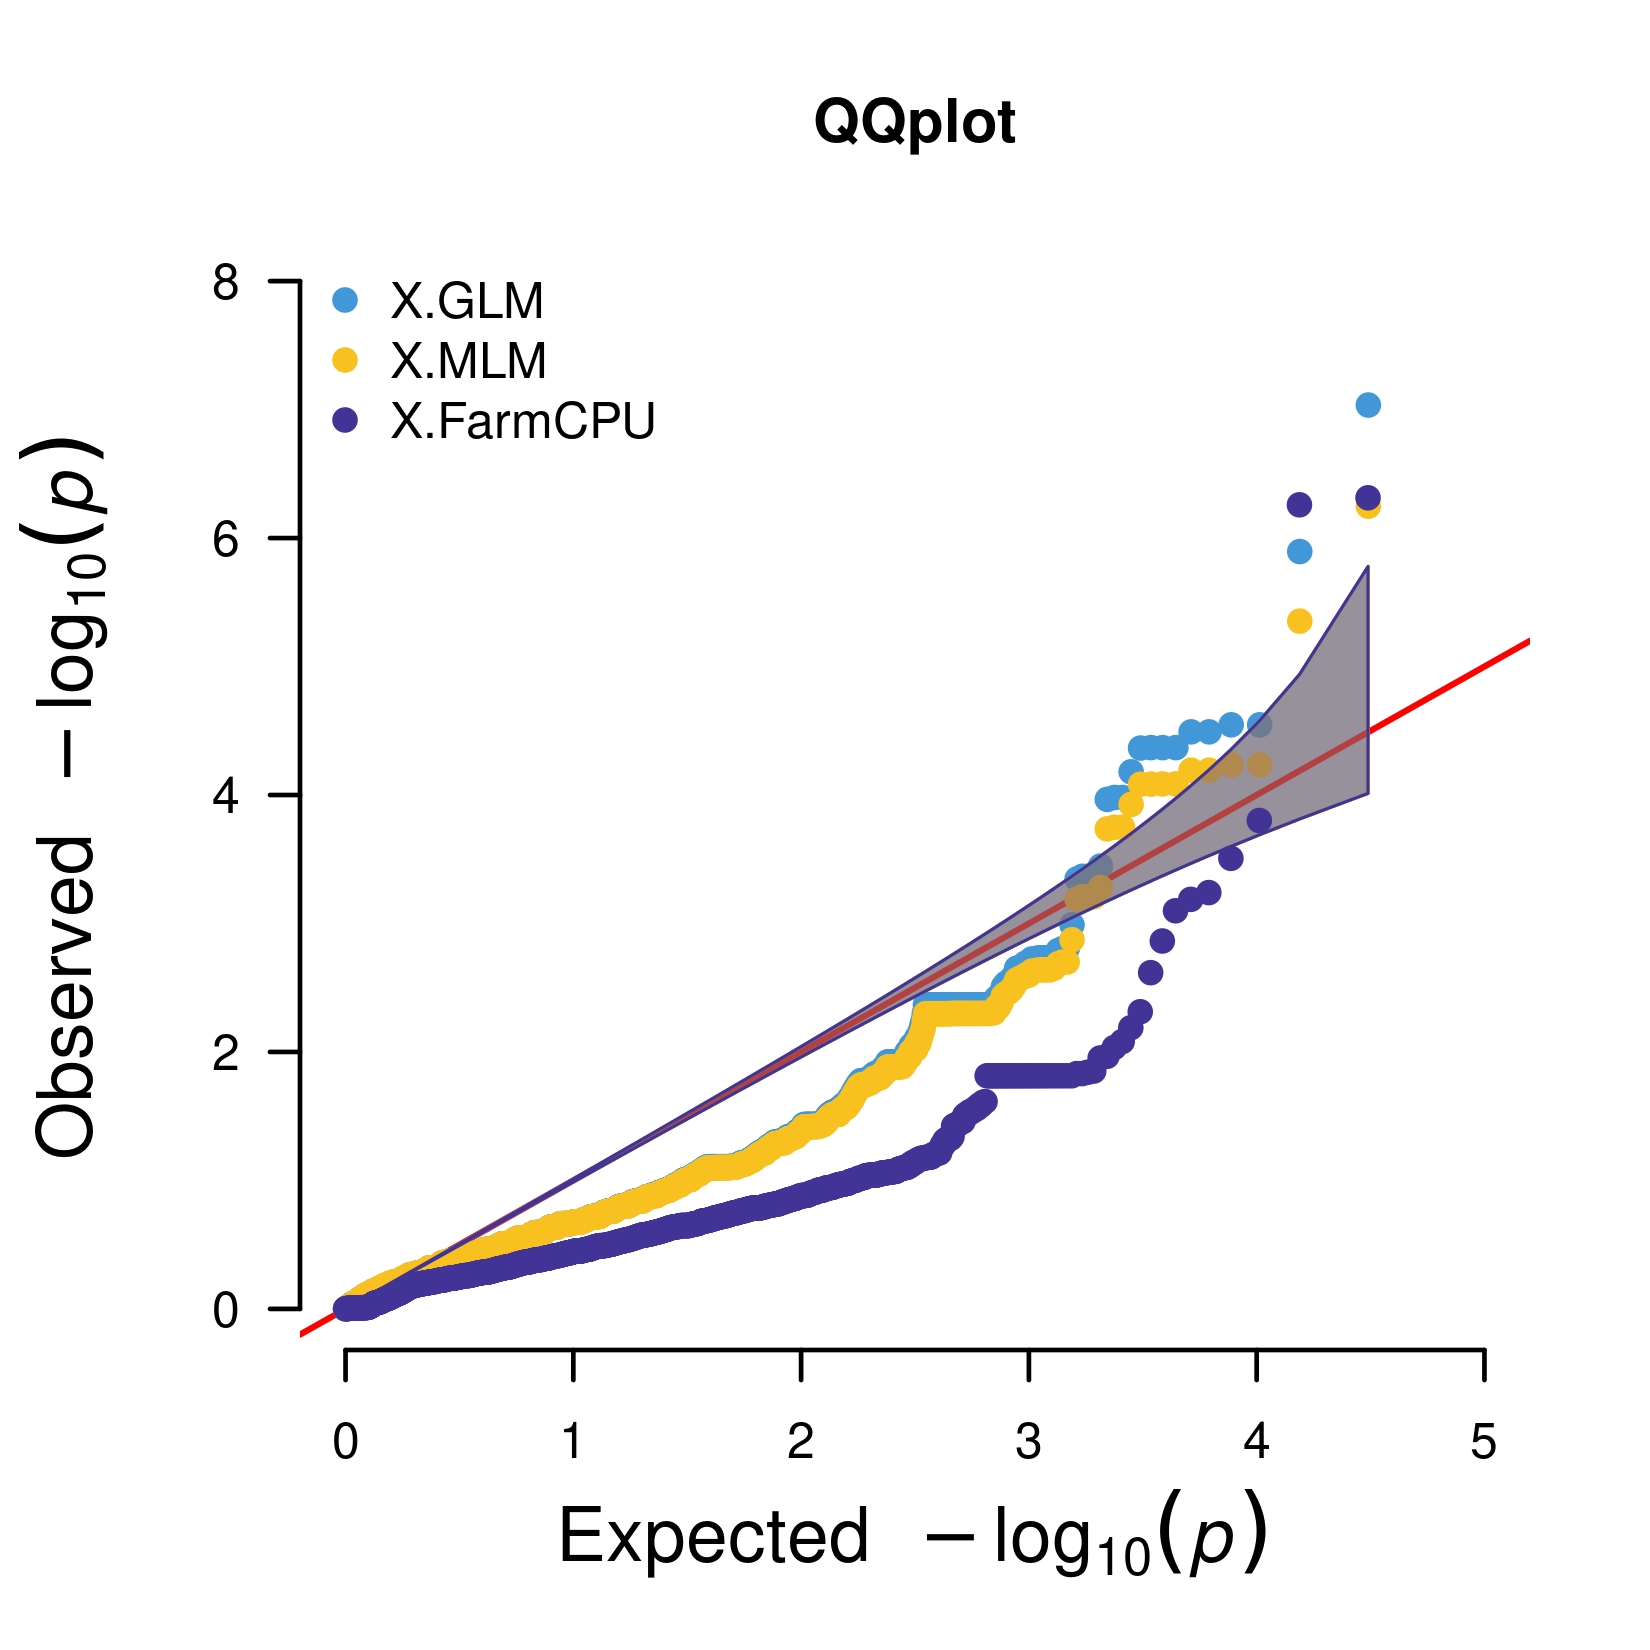 QQplot
X.GLM
X.MLM
X.FarmCPU
Observed −log₁₀(p)
8
6
4
2
0
0 1 2 3 4 5
Expected −log₁₀(p)